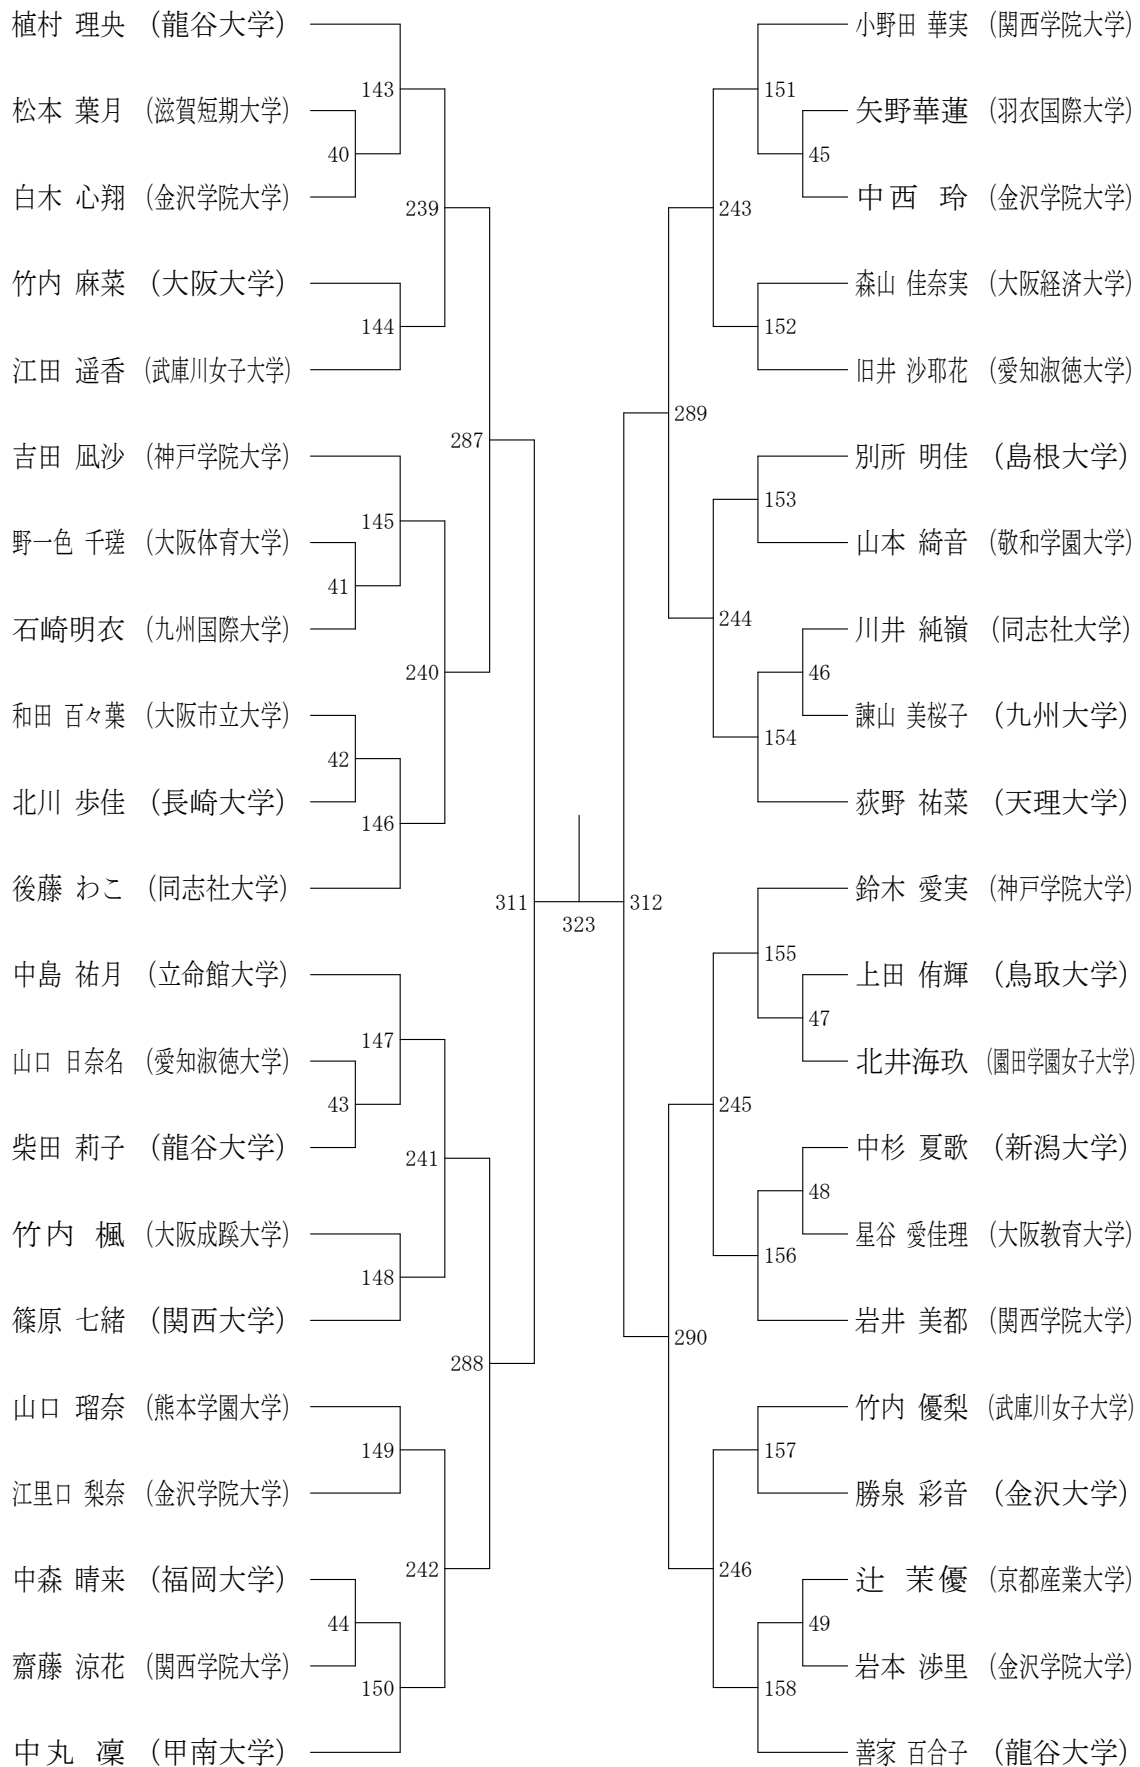 植村 理央 (龍谷大学)
143
松本 葉月 (滋賀短期大学)
40
白木 心翔 (金沢学院大学)
239
竹内 麻菜 (大阪大学)
144
江田 遥香 (武庫川女子大学)
287
吉田 凪沙 (神戸学院大学)
145
野一色 千瑳 (大阪体育大学)
41
石崎明衣 (九州国際大学)
240
和田 百々葉 (大阪市立大学)
42
北川 歩佳 (長崎大学)
146
後藤 わこ (同志社大学)
311
中島 祐月 (立命館大学)
147
山口 日奈名 (愛知淑徳大学)
43
柴田 莉子 (龍谷大学)
241
竹内 楓 (大阪成蹊大学)
148
篠原 七緒 (関西大学)
288
山口 瑠奈 (熊本学園大学)
149
江里口 梨奈 (金沢学院大学)
242
中森 晴来 (福岡大学)
44
齋藤 涼花 (関西学院大学)
150
中丸 凜 (甲南大学)
323
小野田 華実 (関西学院大学)
151
矢野華蓮 (羽衣国際大学)
45
中西 玲 (金沢学院大学)
243
森山 佳奈実 (大阪経済大学)
152
旧井 沙耶花 (愛知淑徳大学)
289
別所 明佳 (島根大学)
153
山本 綺音 (敬和学園大学)
244
川井 純嶺 (同志社大学)
46
諫山 美桜子 (九州大学)
154
荻野 祐菜 (天理大学)
312
鈴木 愛実 (神戸学院大学)
155
上田 侑輝 (鳥取大学)
47
北井海玖 (園田学園女子大学)
245
中杉 夏歌 (新潟大学)
48
星谷 愛佳理 (大阪教育大学)
156
岩井 美都 (関西学院大学)
290
竹内 優梨 (武庫川女子大学)
157
勝泉 彩音 (金沢大学)
246
辻 茉優 (京都産業大学)
49
岩本 渉里 (金沢学院大学)
158
善家 百合子 (龍谷大学)